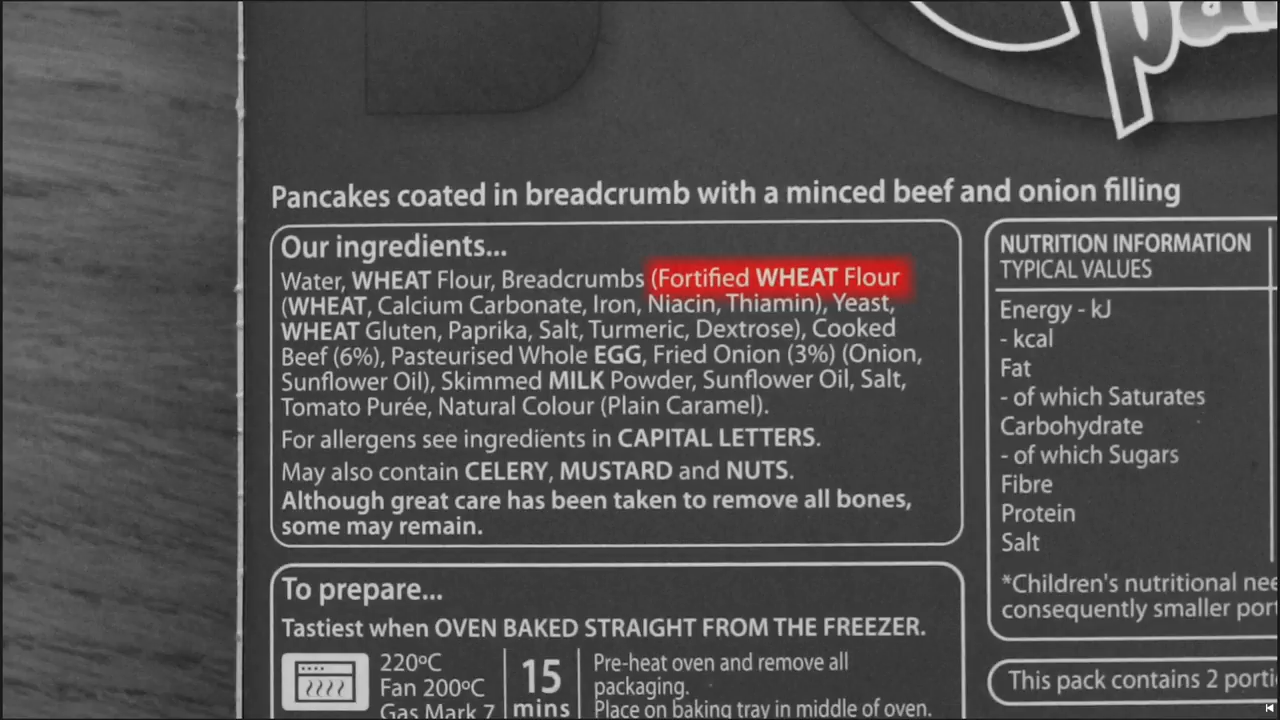 Pancakes coated in breadcrumb with a minced beef and onion filling
Our ingredients...
Water, WHEAT Flour, Breadcrumbs (Fortified WHEAT Flour
(WHEAT, Calcium Carbonate, Iron, Niacin, Thiamin), Yeast,
WHEAT Gluten, Paprika, Salt, Turmeric, Dextrose), Cooked
Beef (6%), Pasteurised Whole EGG, Fried Onion (3%) (Onion,
Sunflower Oil), Skimmed MILK Powder, Sunflower Oil, Salt,
Tomato Purée, Natural Colour (Plain Caramel).
For allergens see ingredients in CAPITAL LETTERS.
May also contain CELERY, MUSTARD and NUTS.
Although great care has been taken to remove all bones,
some may remain.
To prepare...
Tastiest when OVEN BAKED STRAIGHT FROM THE FREEZER.
220ºC
Fan 200ºC
Gas Mark 7
15
mins
Pre-heat oven and remove all
packaging.
Place on baking tray in middle of oven.
NUTRITION INFORMATION
TYPICAL VALUES
Energy - kJ
- kcal
Fat
- of which Saturates
Carbohydrate
- of which Sugars
Fibre
Protein
Salt
*Children's nutritional
consequently smaller
This pack contains 2